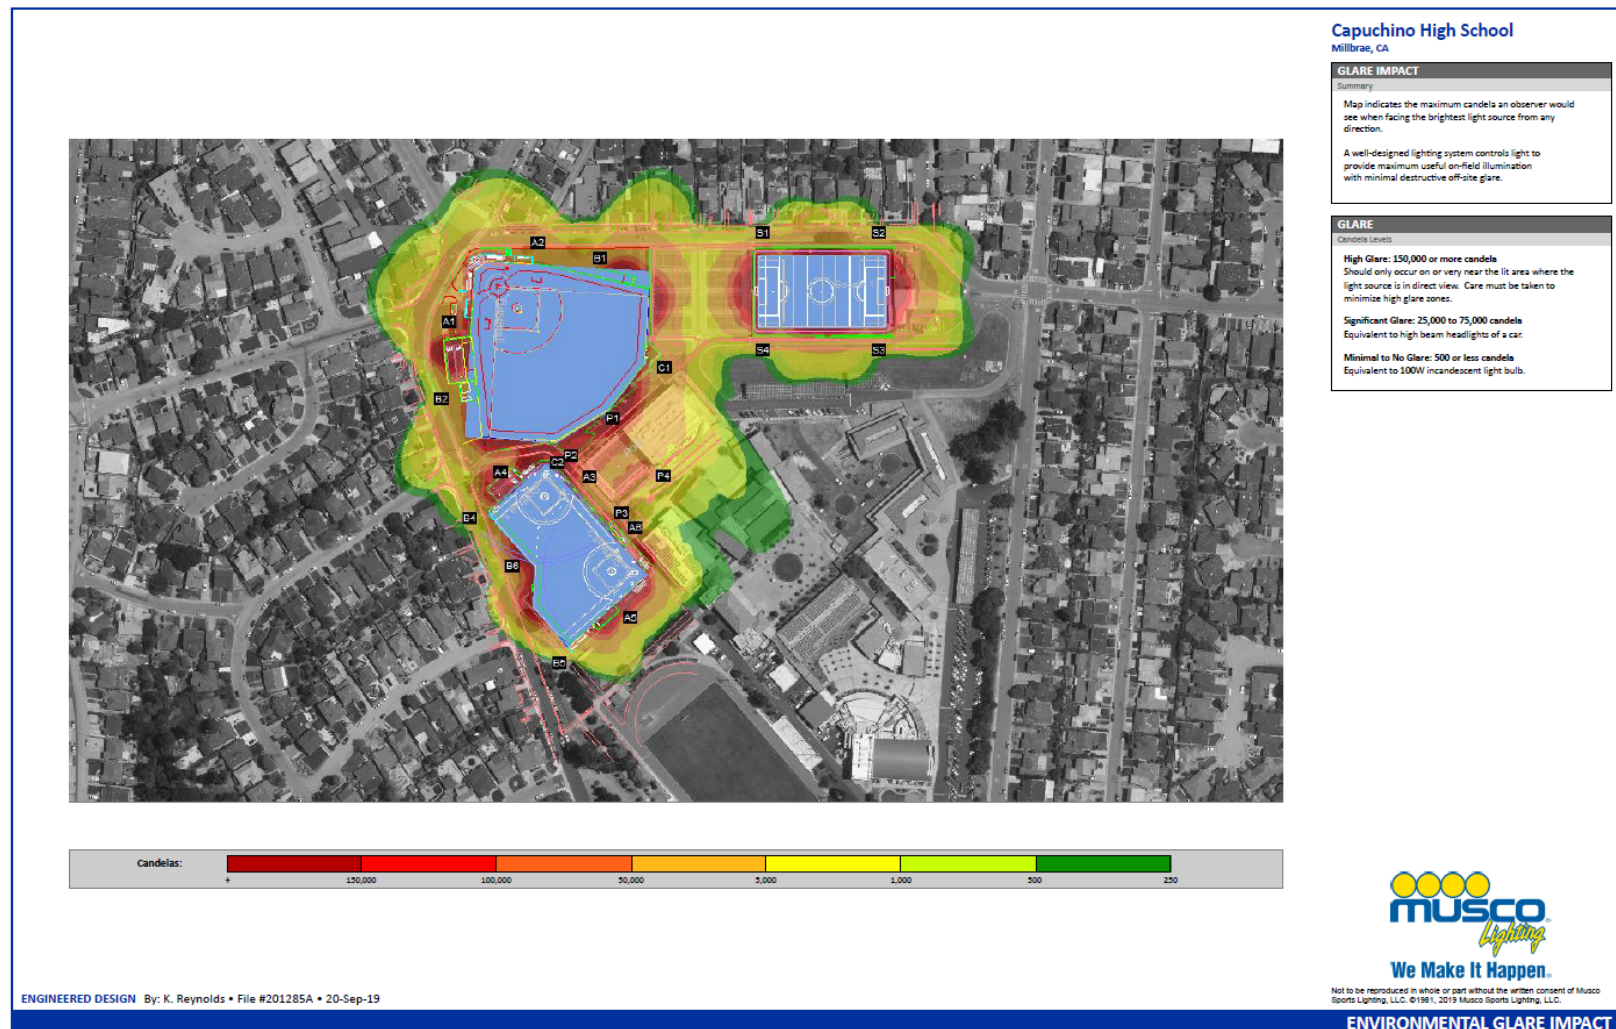 Capuchino High School
Millbrae, CA
GLARE IMPACT
Summary
Map indicates the maximum candela an observer would
see when facing the brightest light source from any
direction.
A well-designed lighting system controls light to
provide maximum useful on-field illumination
with minimal destructive off-site glare.
GLARE
Candela Levels
High Glare: 150,000 or more candela
Should only occur on or very near the lit area where the
light source is in direct view. Care must be taken to
minimize high glare zones.
Significant Glare: 25,000 to 75,000 candela
Equivalent to high beam headlights of a car.
Minimal to No Glare: 500 or less candela
Equivalent to 100W incandescent light bulb.
S1 S2
A2
B1
A1
S4 S3
C1
B2
P1
P2
C2
A4 A3 P4
P3
B4
A6
B6
A5
B5
Candelas:
+ 150,000 100,000 50,000 5,000 1,000 500 250
musco
Lighting
We Make It Happen
Not to be reproduced in whole or part without the written consent of Musco
Sports Lighting, LLC. ©1981, 2019 Musco Sports Lighting, LLC.
ENGINEERED DESIGN By: K. Reynolds • File #201285A • 20-Sep-19
ENVIRONMENTAL GLARE IMPACT